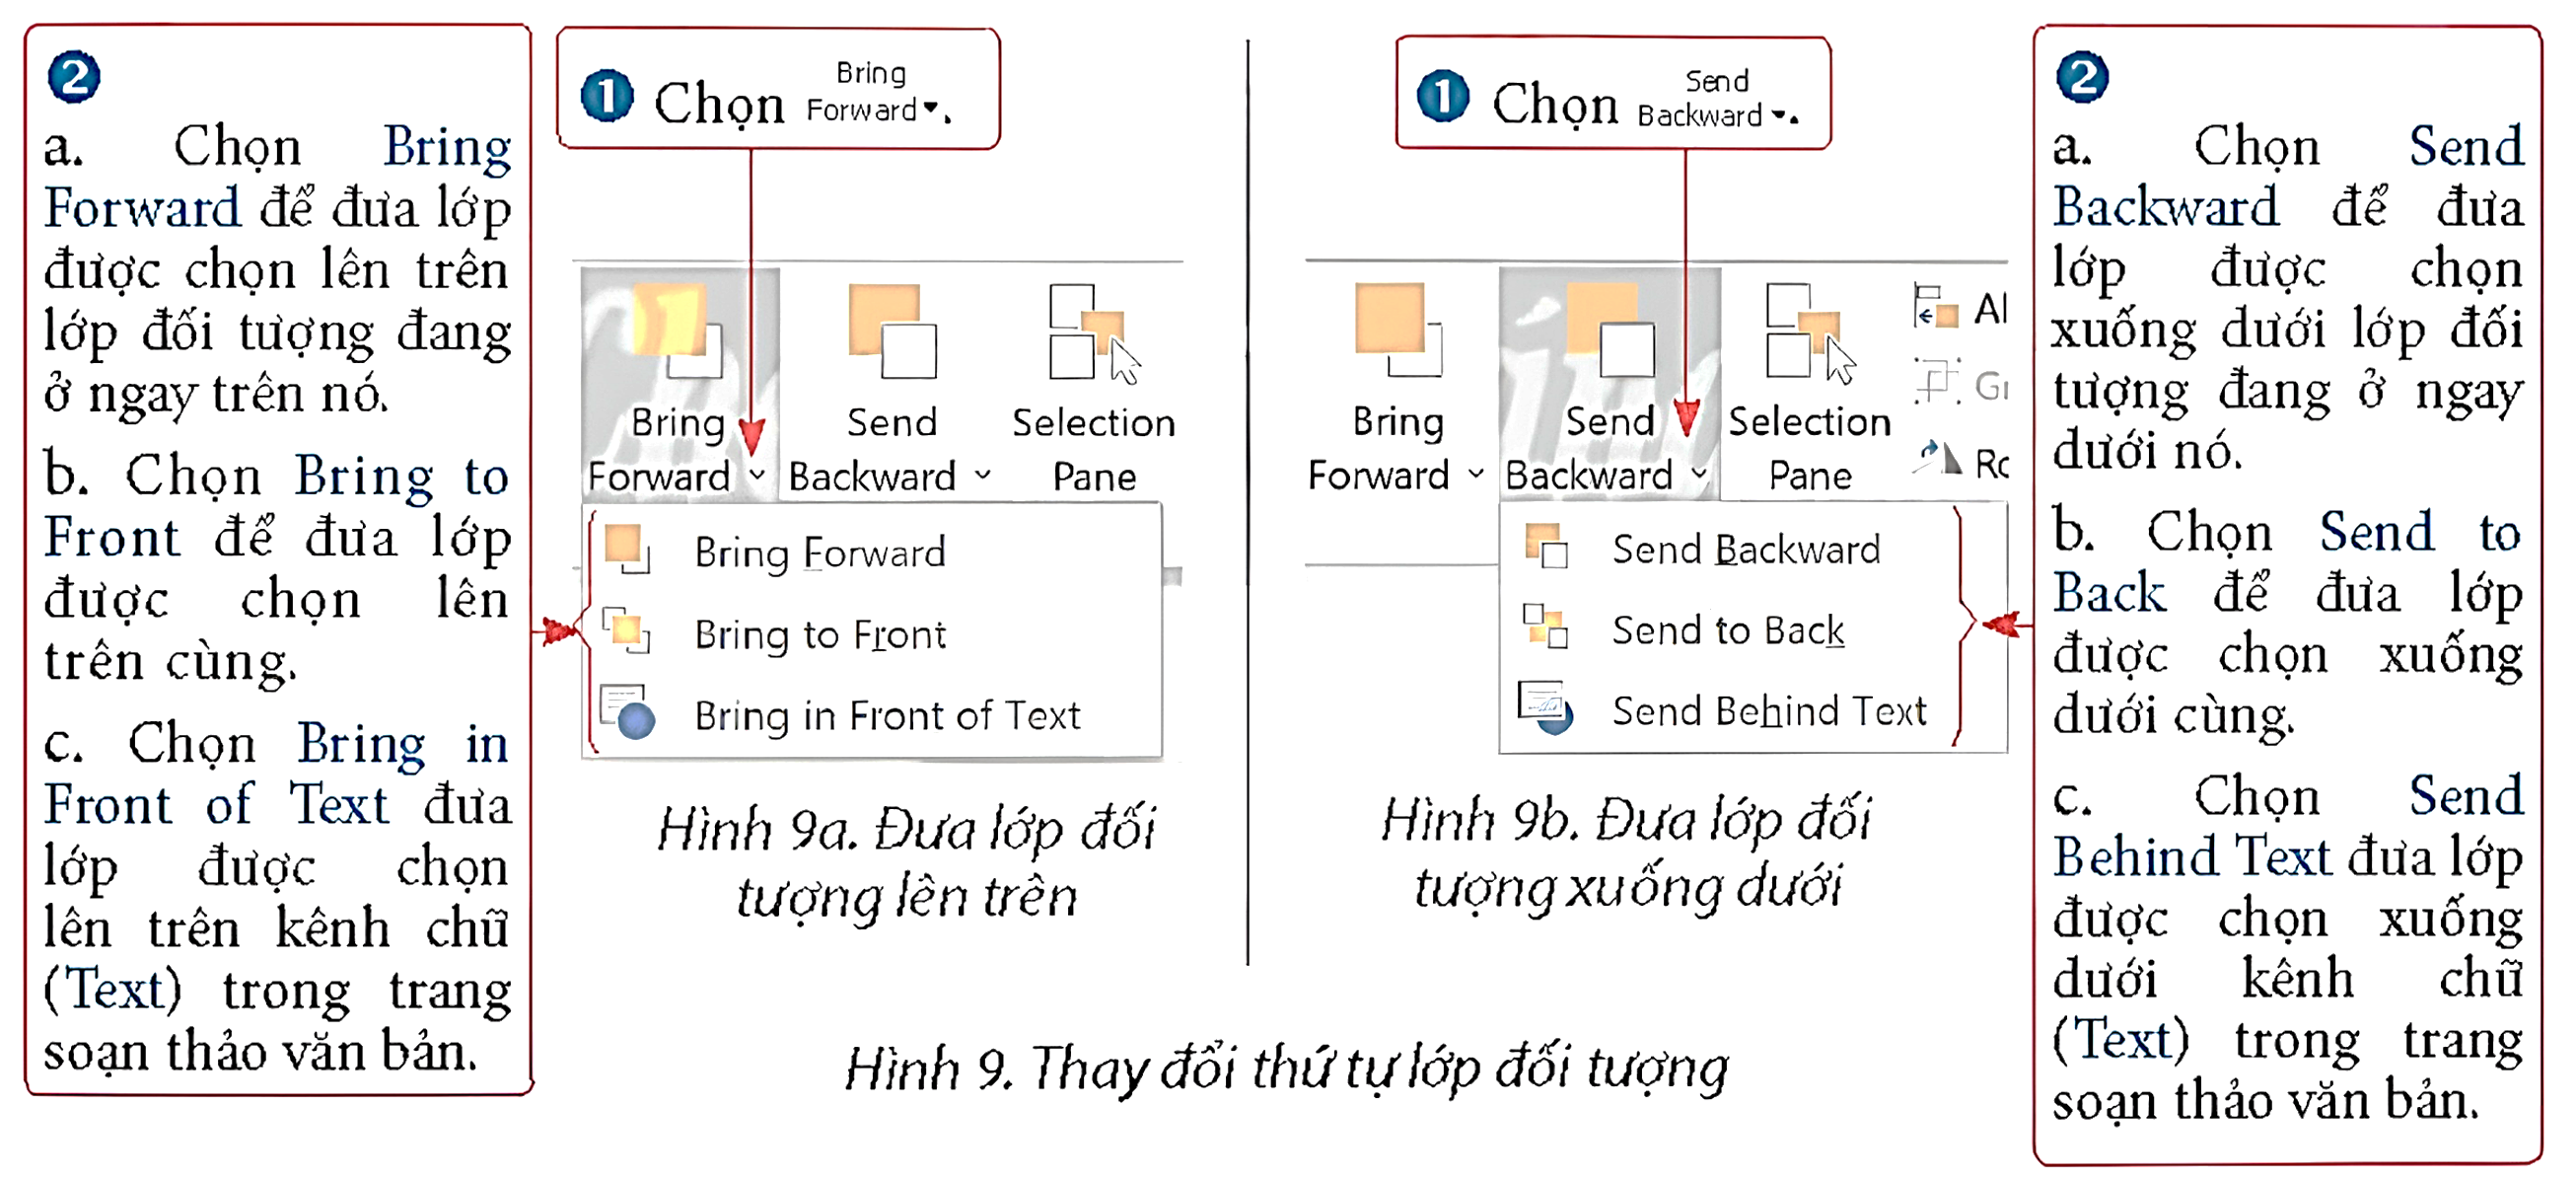 2
a. Chọn Bring
Forward để đưa lớp
được chọn lên trên
lớp đối tượng đang
ở ngay trên nó.
b. Chọn Bring to
Front để đưa lớp
được chọn lên
trên cùng.
c. Chọn Bring in
Front of Text đưa
lớp được chọn
lên trên kênh chữ
(Text) trong trang
soạn thảo văn bản.
1 Chọn Bring
Forward ▾.
Bring
Forward
Send
Backward
Selection
Pane
Bring Forward
Bring to Front
Bring in Front of Text
Hình 9a. Đưa lớp đối
tượng lên trên
1 Chọn Send
Backward ▾.
Bring
Forward
Send
Backward
Selection
Pane
Al
Gr
Ro
Send Backward
Send to Back
Send Behind Text
Hình 9b. Đưa lớp đối
tượng xuống dưới
2
a. Chọn Send
Backward để đưa
lớp được chọn
xuống dưới lớp đối
tượng đang ở ngay
dưới nó.
b. Chọn Send to
Back để đưa lớp
được chọn xuống
dưới cùng.
c. Chọn Send
Behind Text đưa lớp
được chọn xuống
dưới kênh chữ
(Text) trong trang
soạn thảo văn bản.
Hình 9. Thay đổi thứ tự lớp đối tượng